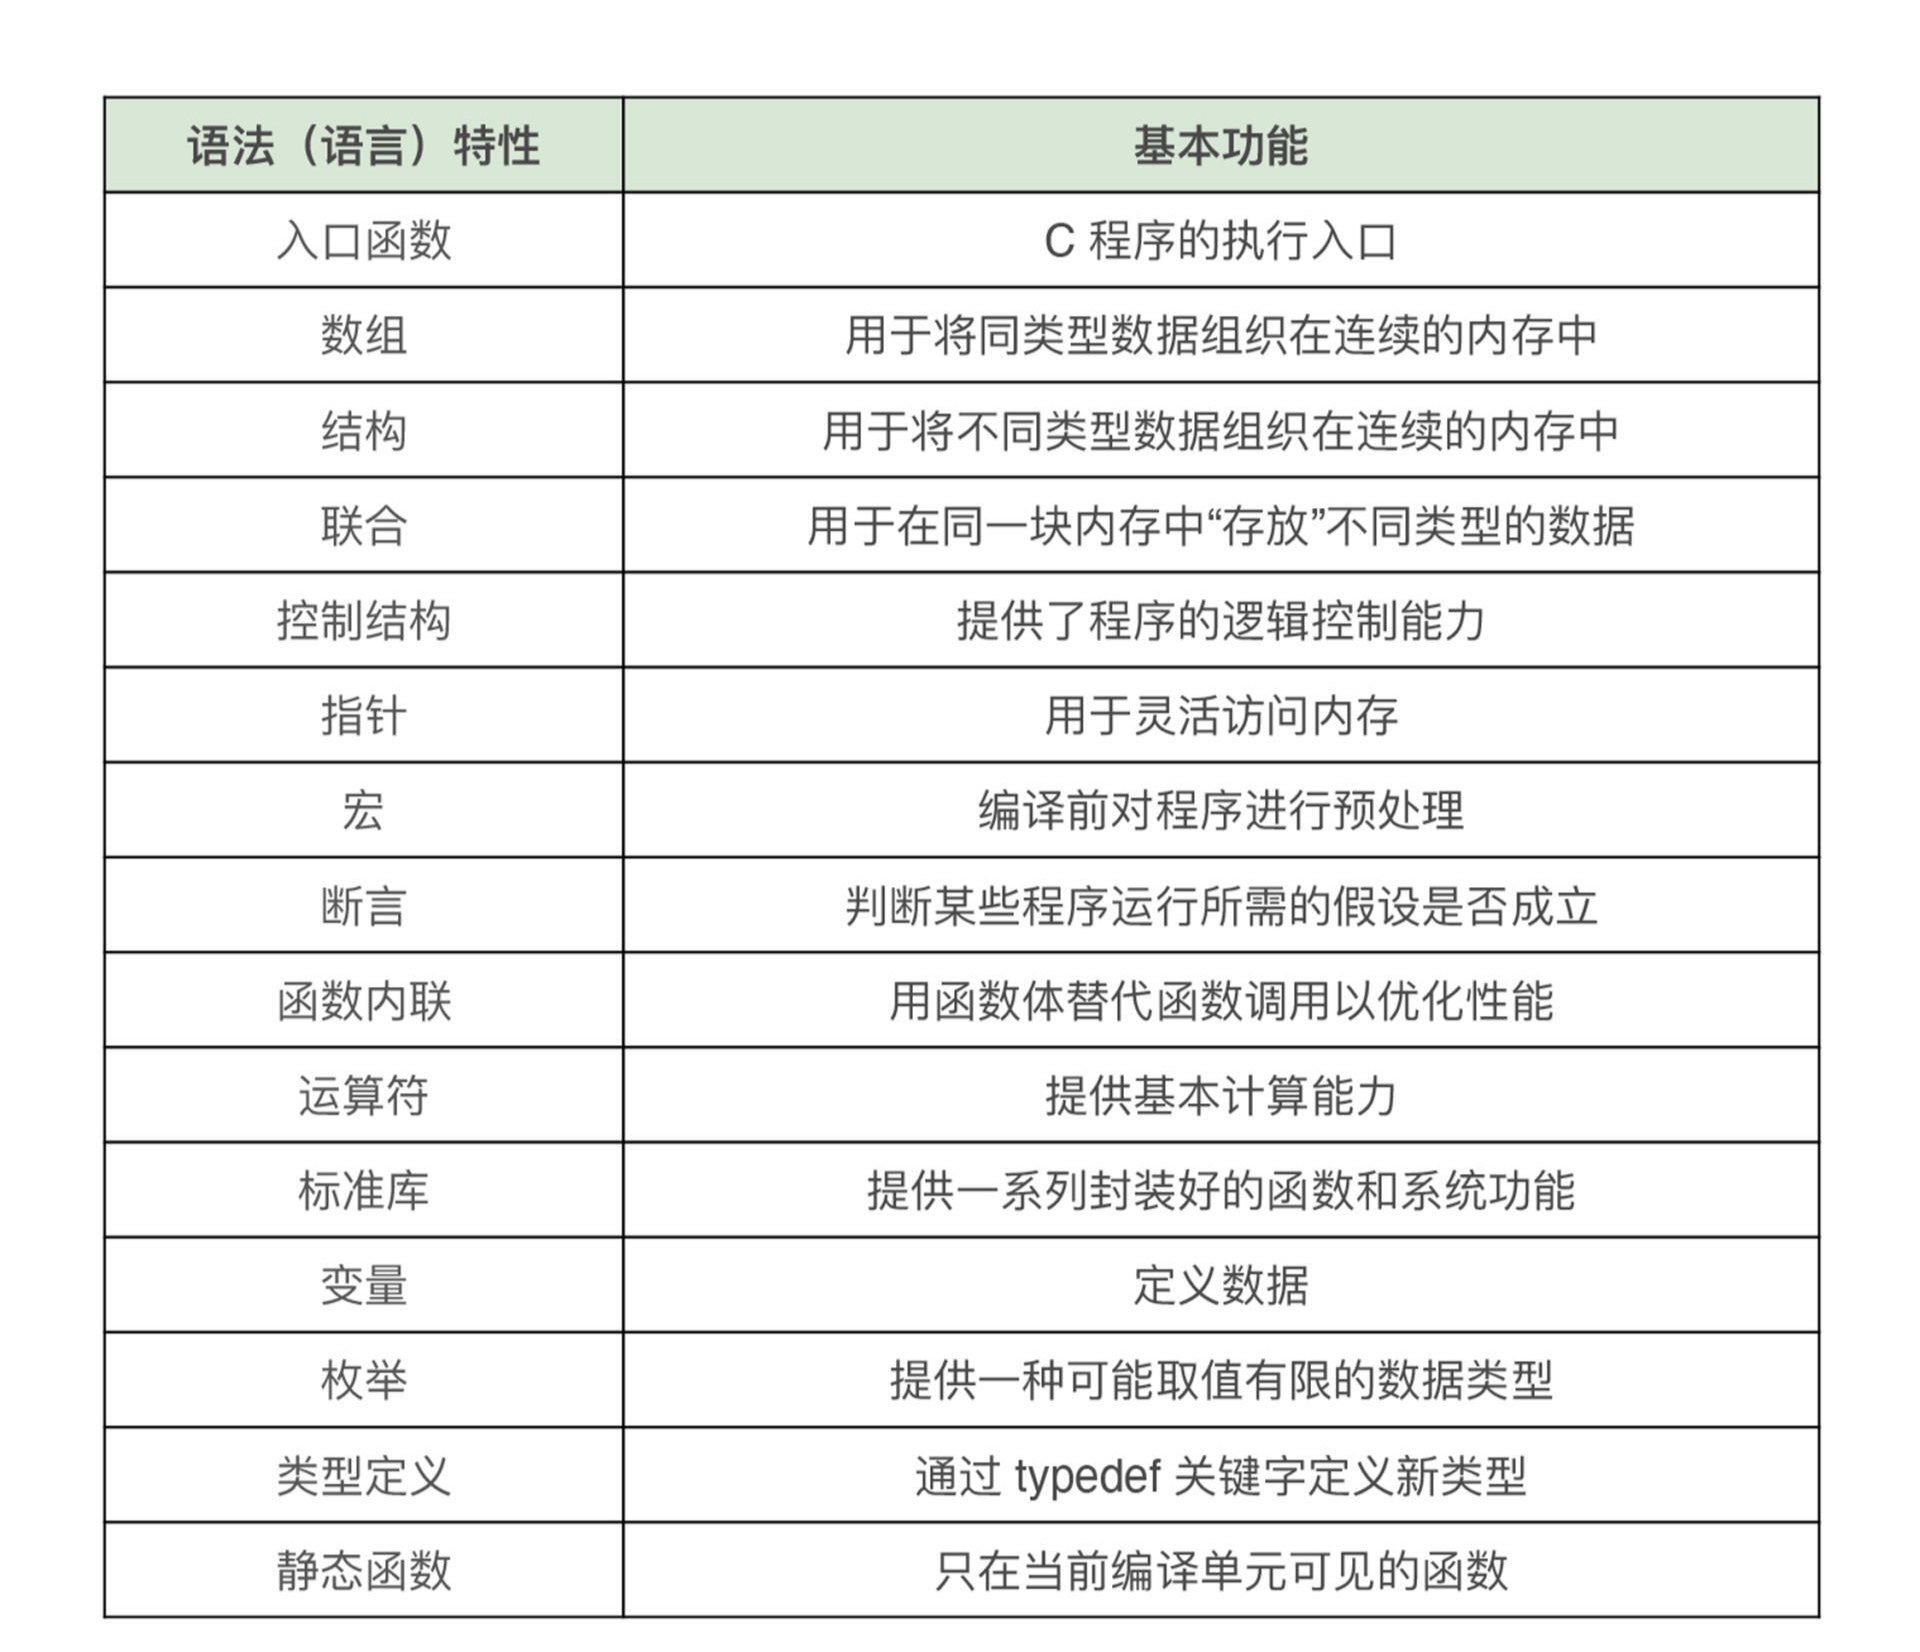 语法（语言）特性 基本功能
入口函数 C 程序的执行入口
数组 用于将同类型数据组织在连续的内存中
结构 用于将不同类型数据组织在连续的内存中
联合 用于在同一块内存中“存放”不同类型的数据
控制结构 提供了程序的逻辑控制能力
指针 用于灵活访问内存
宏 编译前对程序进行预处理
断言 判断某些程序运行所需的假设是否成立
函数内联 用函数体替代函数调用以优化性能
运算符 提供基本计算能力
标准库 提供一系列封装好的函数和系统功能
变量 定义数据
枚举 提供一种可能取值有限的数据类型
类型定义 通过 typedef 关键字定义新类型
静态函数 只在当前编译单元可见的函数